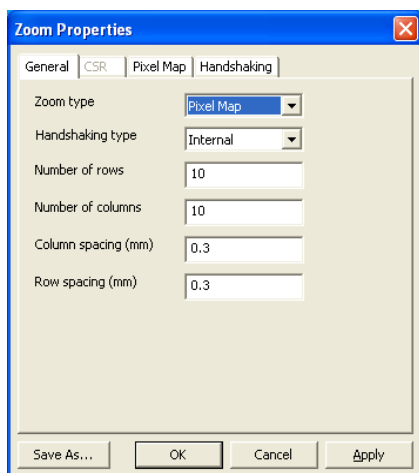 Zoom Properties
General CSR Pixel Map Handshaking
Zoom type Pixel Map
Handshaking type Internal
Number of rows 10
Number of columns 10
Column spacing (mm) 0.3
Row spacing (mm) 0.3
Save As... OK Cancel Apply